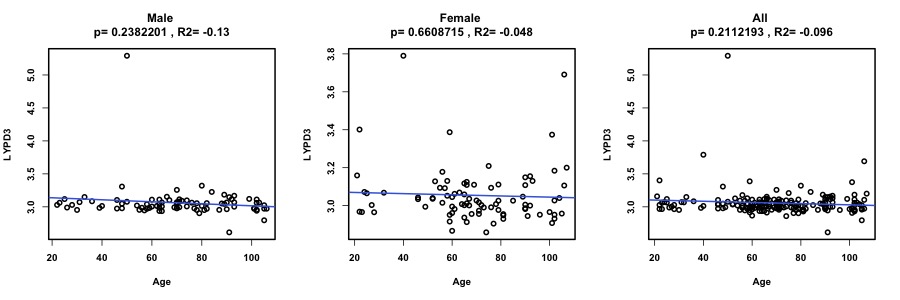 Male
p= 0.2382201 , R2= -0.13
LYPD3
5.0
4.5
4.0
3.5
3.0
20 40 60 80 100
Age
Female
p= 0.6608715 , R2= -0.048
LYPD3
3.8
3.6
3.4
3.2
3.0
20 40 60 80 100
Age
All
p= 0.2112193 , R2= -0.096
LYPD3
5.0
4.5
4.0
3.5
3.0
20 40 60 80 100
Age